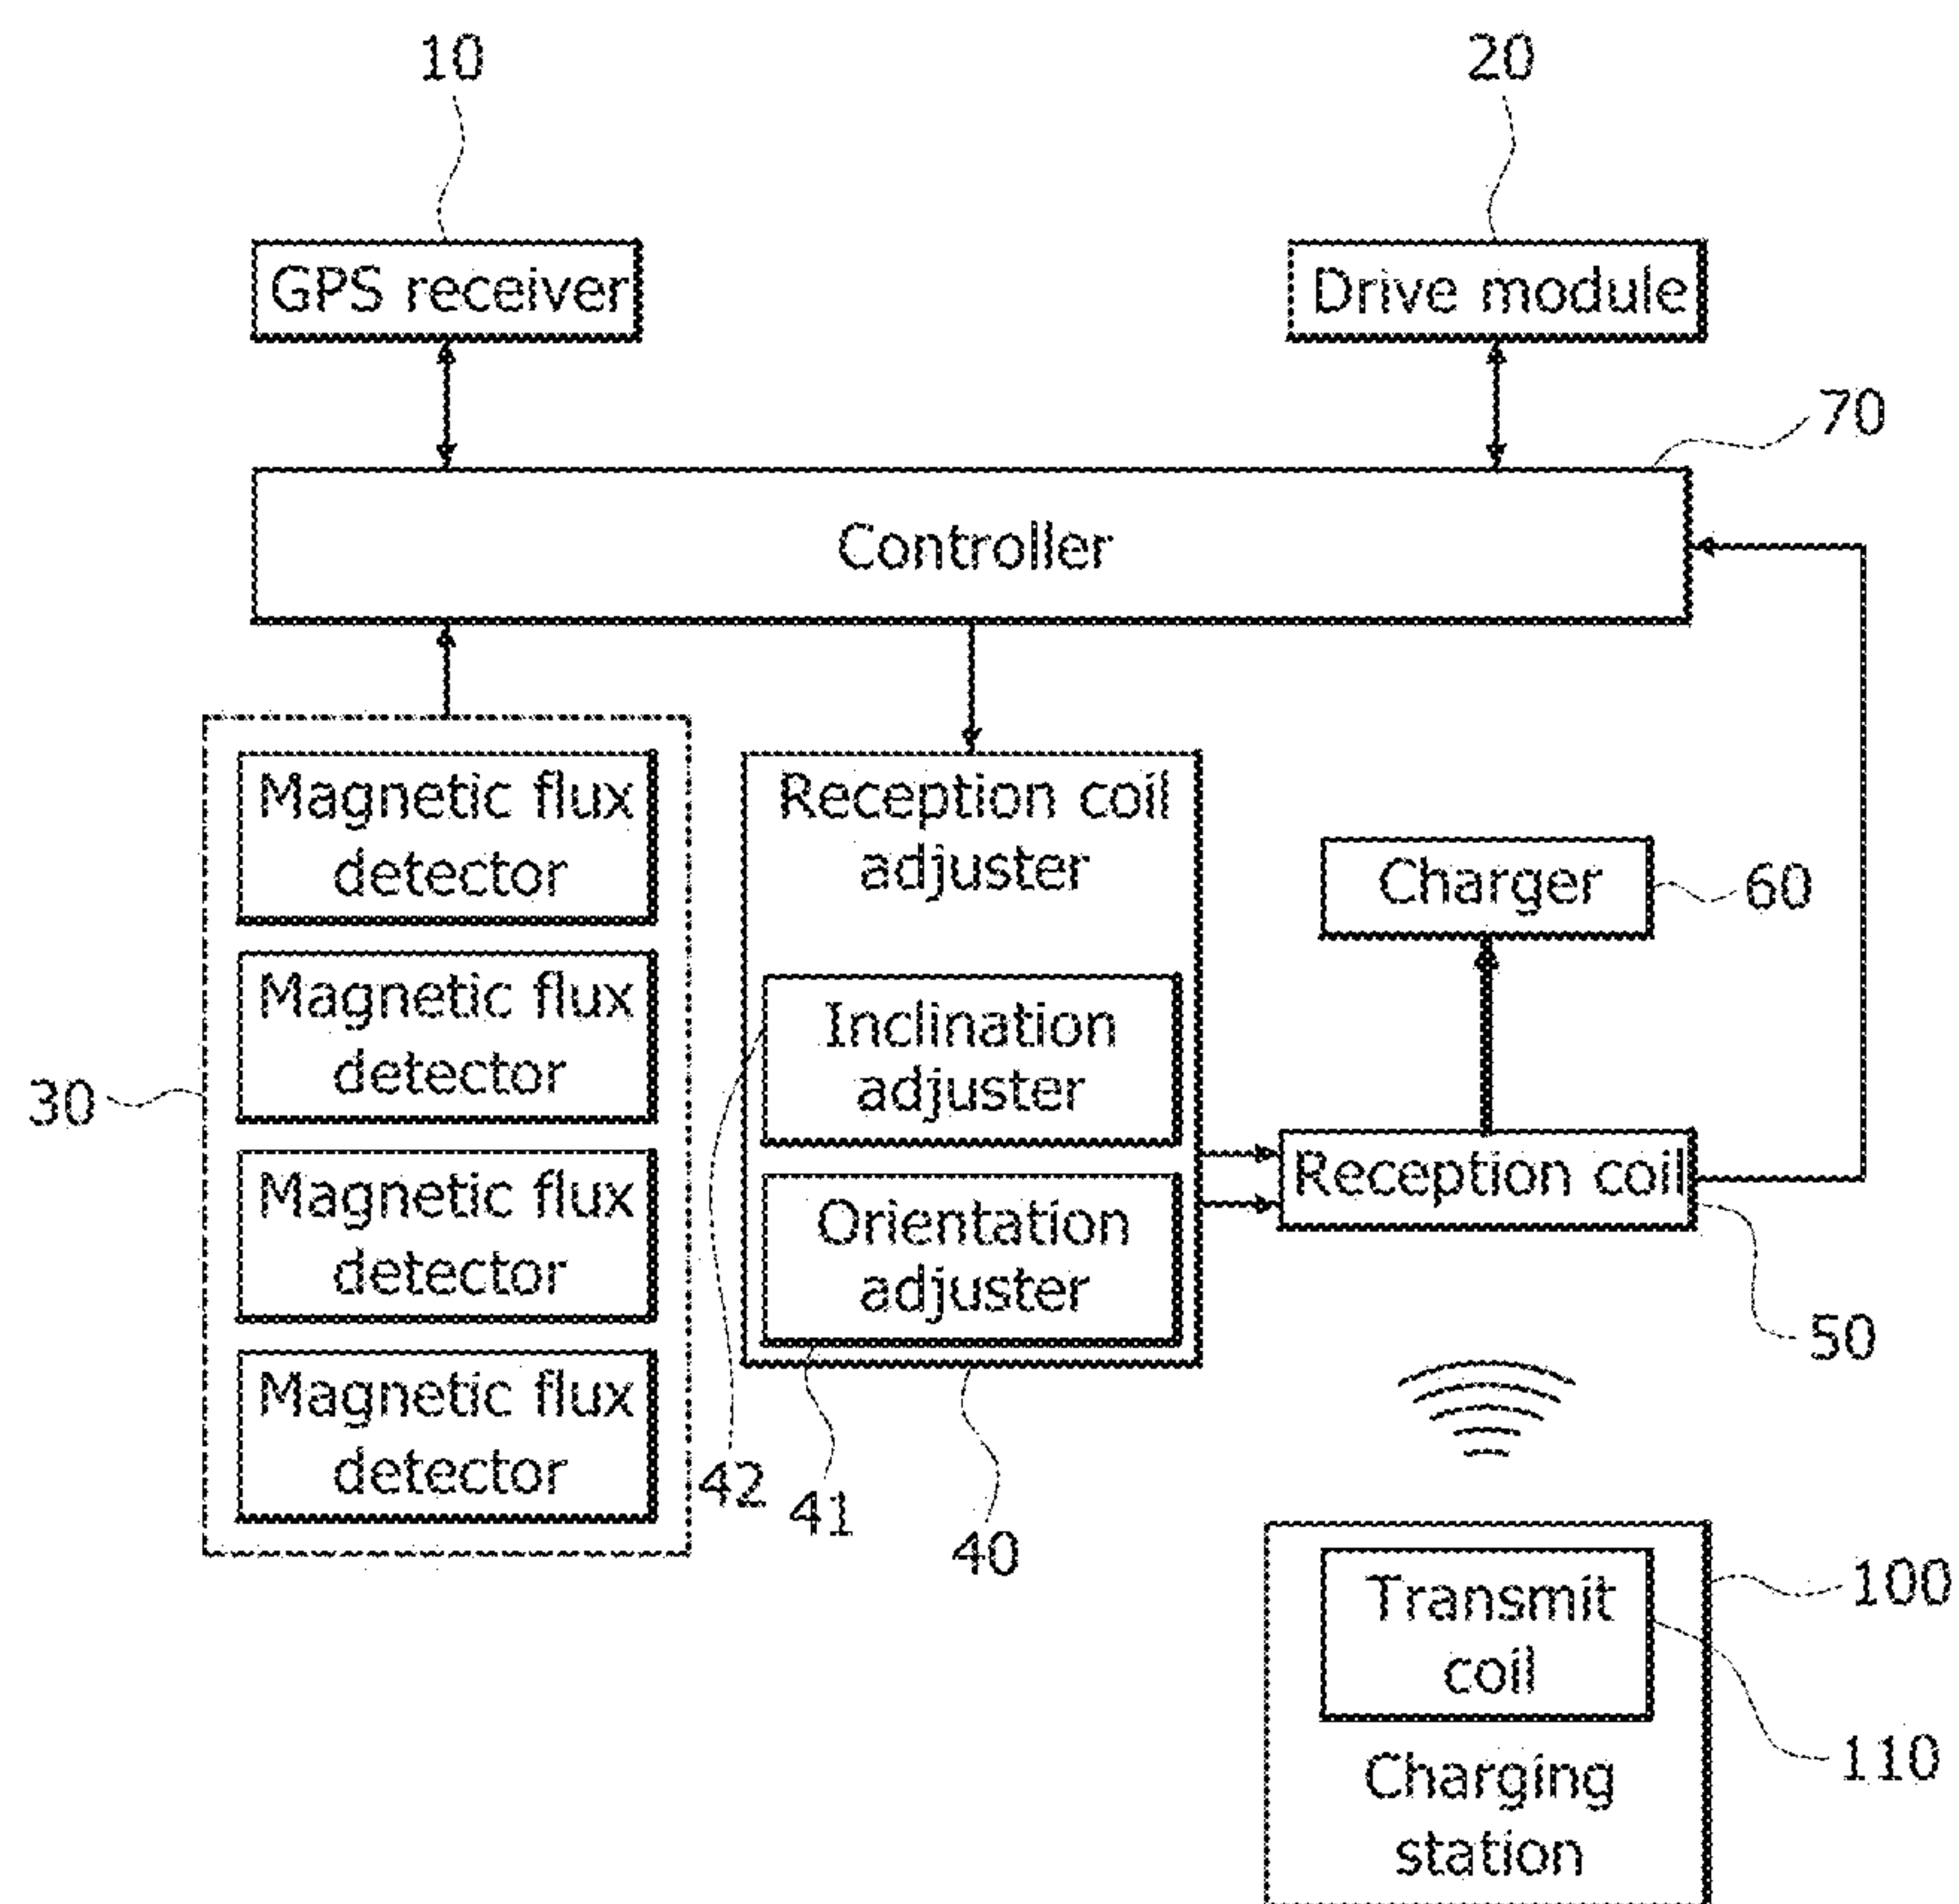 10
20
GPS receiver
Drive module
70
Controller
Magnetic flux
detector
Magnetic flux
detector
Magnetic flux
detector
Magnetic flux
detector
30
Reception coil
adjuster
Inclination
adjuster
Orientation
adjuster
42
41
40
Charger
60
Reception coil
50
Transmit
coil
Charging
station
100
110